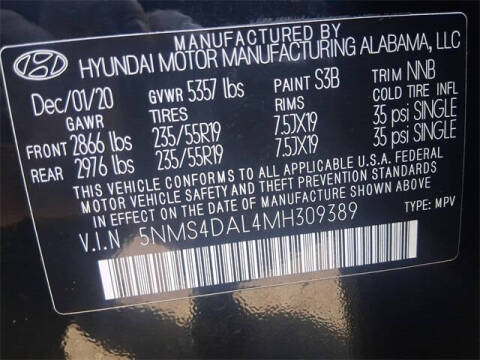 MANUFACTURED BY
HYUNDAI MOTOR MANUFACTURING ALABAMA, LLC
Dec/01/20 GVWR 5357 lbs PAINT S3B TRIM NNB
GAWR TIRES RIMS COLD TIRE INFL
FRONT 2866 lbs 235/55R19 7.5JX19 35 psi SINGLE
REAR 2976 lbs 235/55R19 7.5JX19 35 psi SINGLE
THIS VEHICLE CONFORMS TO ALL APPLICABLE U.S.A. FEDERAL
MOTOR VEHICLE SAFETY AND THEFT PREVENTION STANDARDS
IN EFFECT ON THE DATE OF MANUFACTURE SHOWN ABOVE
V.I.N 5NMS4DAL4MH309389 TYPE: MPV